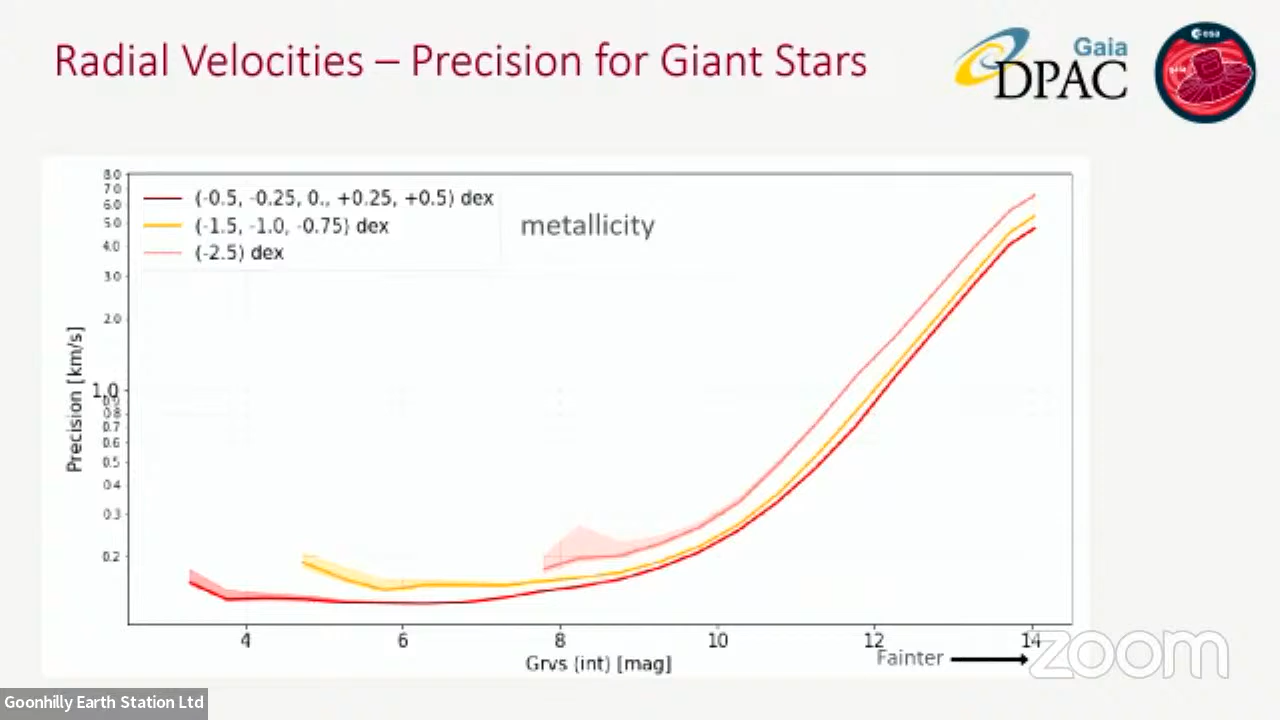 Radial Velocities – Precision for Giant Stars
Gaia
DPAC
esa
gaia
8.0
7.0
6.0
5.0
4.0
3.0
2.0
1.0
0.9
0.8
0.7
0.6
0.5
0.4
0.3
0.2
Precision [km/s]
(-0.5, -0.25, 0., +0.25, +0.5) dex
(-1.5, -1.0, -0.75) dex
(-2.5) dex
metallicity
4 6 8 10 12 14
Grvs (int) [mag]
Fainter
zoom
Goonhilly Earth Station Ltd